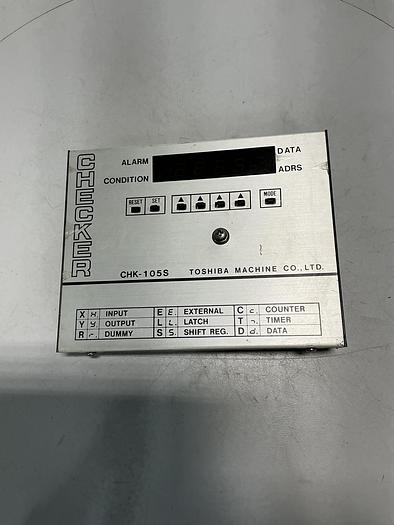 CHECKER
ALARM DATA
CONDITION ADRS
RESET SET MODE
CHK-105S TOSHIBA MACHINE CO., LTD.
X INPUT E E. EXTERNAL C c. COUNTER
Y y. OUTPUT L L. LATCH T TIMER
R r. DUMMY S S. SHIFT REG. D d. DATA